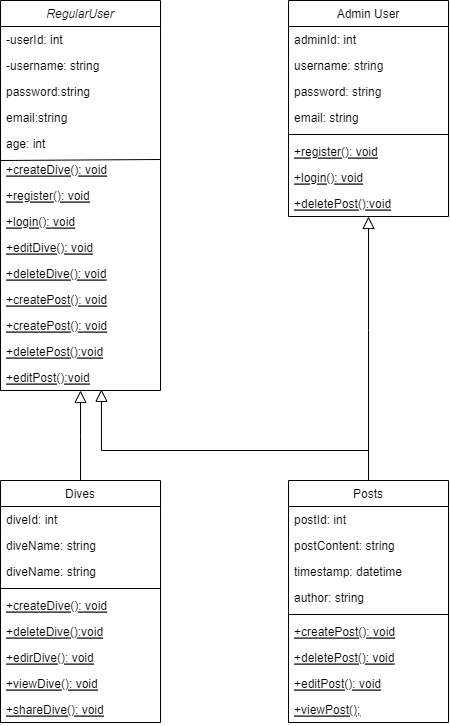 RegularUser
-userId: int
-username: string
password:string
email:string
age: int
+createDive(): void
+register(): void
+login(): void
+editDive(): void
+deleteDive(): void
+createPost(): void
+createPost(): void
+deletePost():void
+editPost():void
Admin User
adminId: int
username: string
password: string
email: string
+register(): void
+login(): void
+deletePost():void
Dives
diveId: int
diveName: string
diveName: string
+createDive(): void
+deleteDive():void
+edirDive(): void
+viewDive(): void
+shareDive(): void
Posts
postId: int
postContent: string
timestamp: datetime
author: string
+createPost(): void
+deletePost(): void
+editPost(): void
+viewPost();